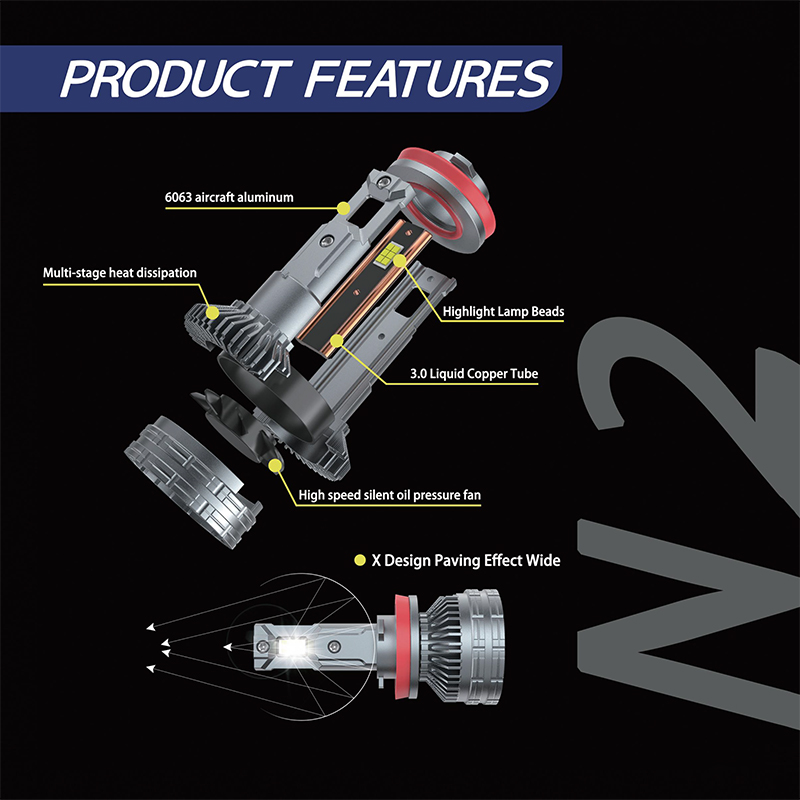 PRODUCT FEATURES
6063 aircraft aluminum
Multi-stage heat dissipation
Highlight Lamp Beads
3.0 Liquid Copper Tube
High speed silent oil pressure fan
X Design Paving Effect Wide
N2